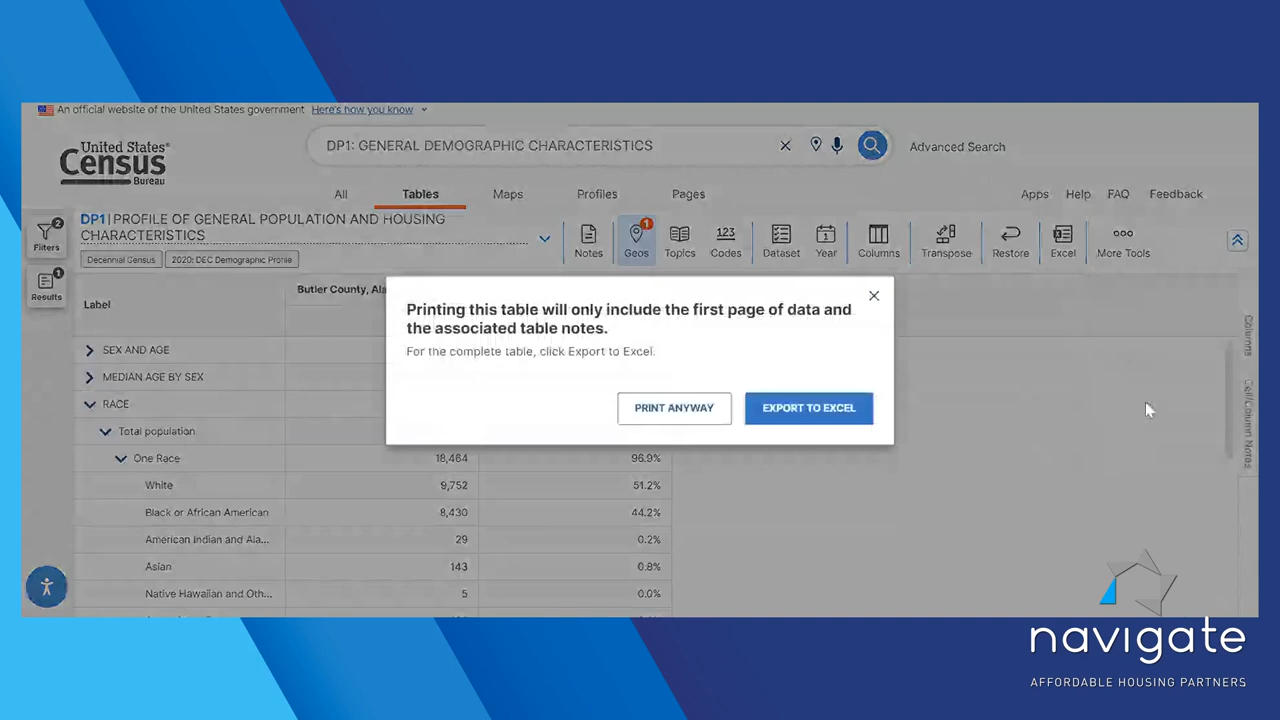 An official website of the United States government Here's how you know
United States®
Census
Bureau
DP1: GENERAL DEMOGRAPHIC CHARACTERISTICS
Advanced Search
All Tables Maps Profiles Pages Apps Help FAQ Feedback
2
Filters
1
Results
DP1 | PROFILE OF GENERAL POPULATION AND HOUSING
CHARACTERISTICS
Decennial Census 2020: DEC Demographic Profile
1
123
1
Notes Geos Topics Codes Dataset Year Columns Transpose Restore Excel More Tools
Label
Butler County, Ala
Printing this table will only include the first page of data and
the associated table notes.
For the complete table, click Export to Excel.
PRINT ANYWAY EXPORT TO EXCEL
SEX AND AGE
MEDIAN AGE BY SEX
RACE
Total population
One Race 18,464 96.9%
White 9,752 51.2%
Black or African American 8,430 44.2%
American Indian and Ala... 29 0.2%
Asian 143 0.8%
Native Hawaiian and Oth... 5 0.0%
Columns
Cell/Column Notes
navigate
AFFORDABLE HOUSING PARTNERS